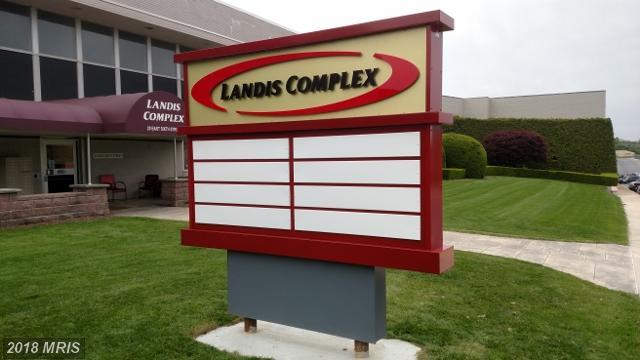 LANDIS COMPLEX
LANDIS
COMPLEX
2018 MRIS